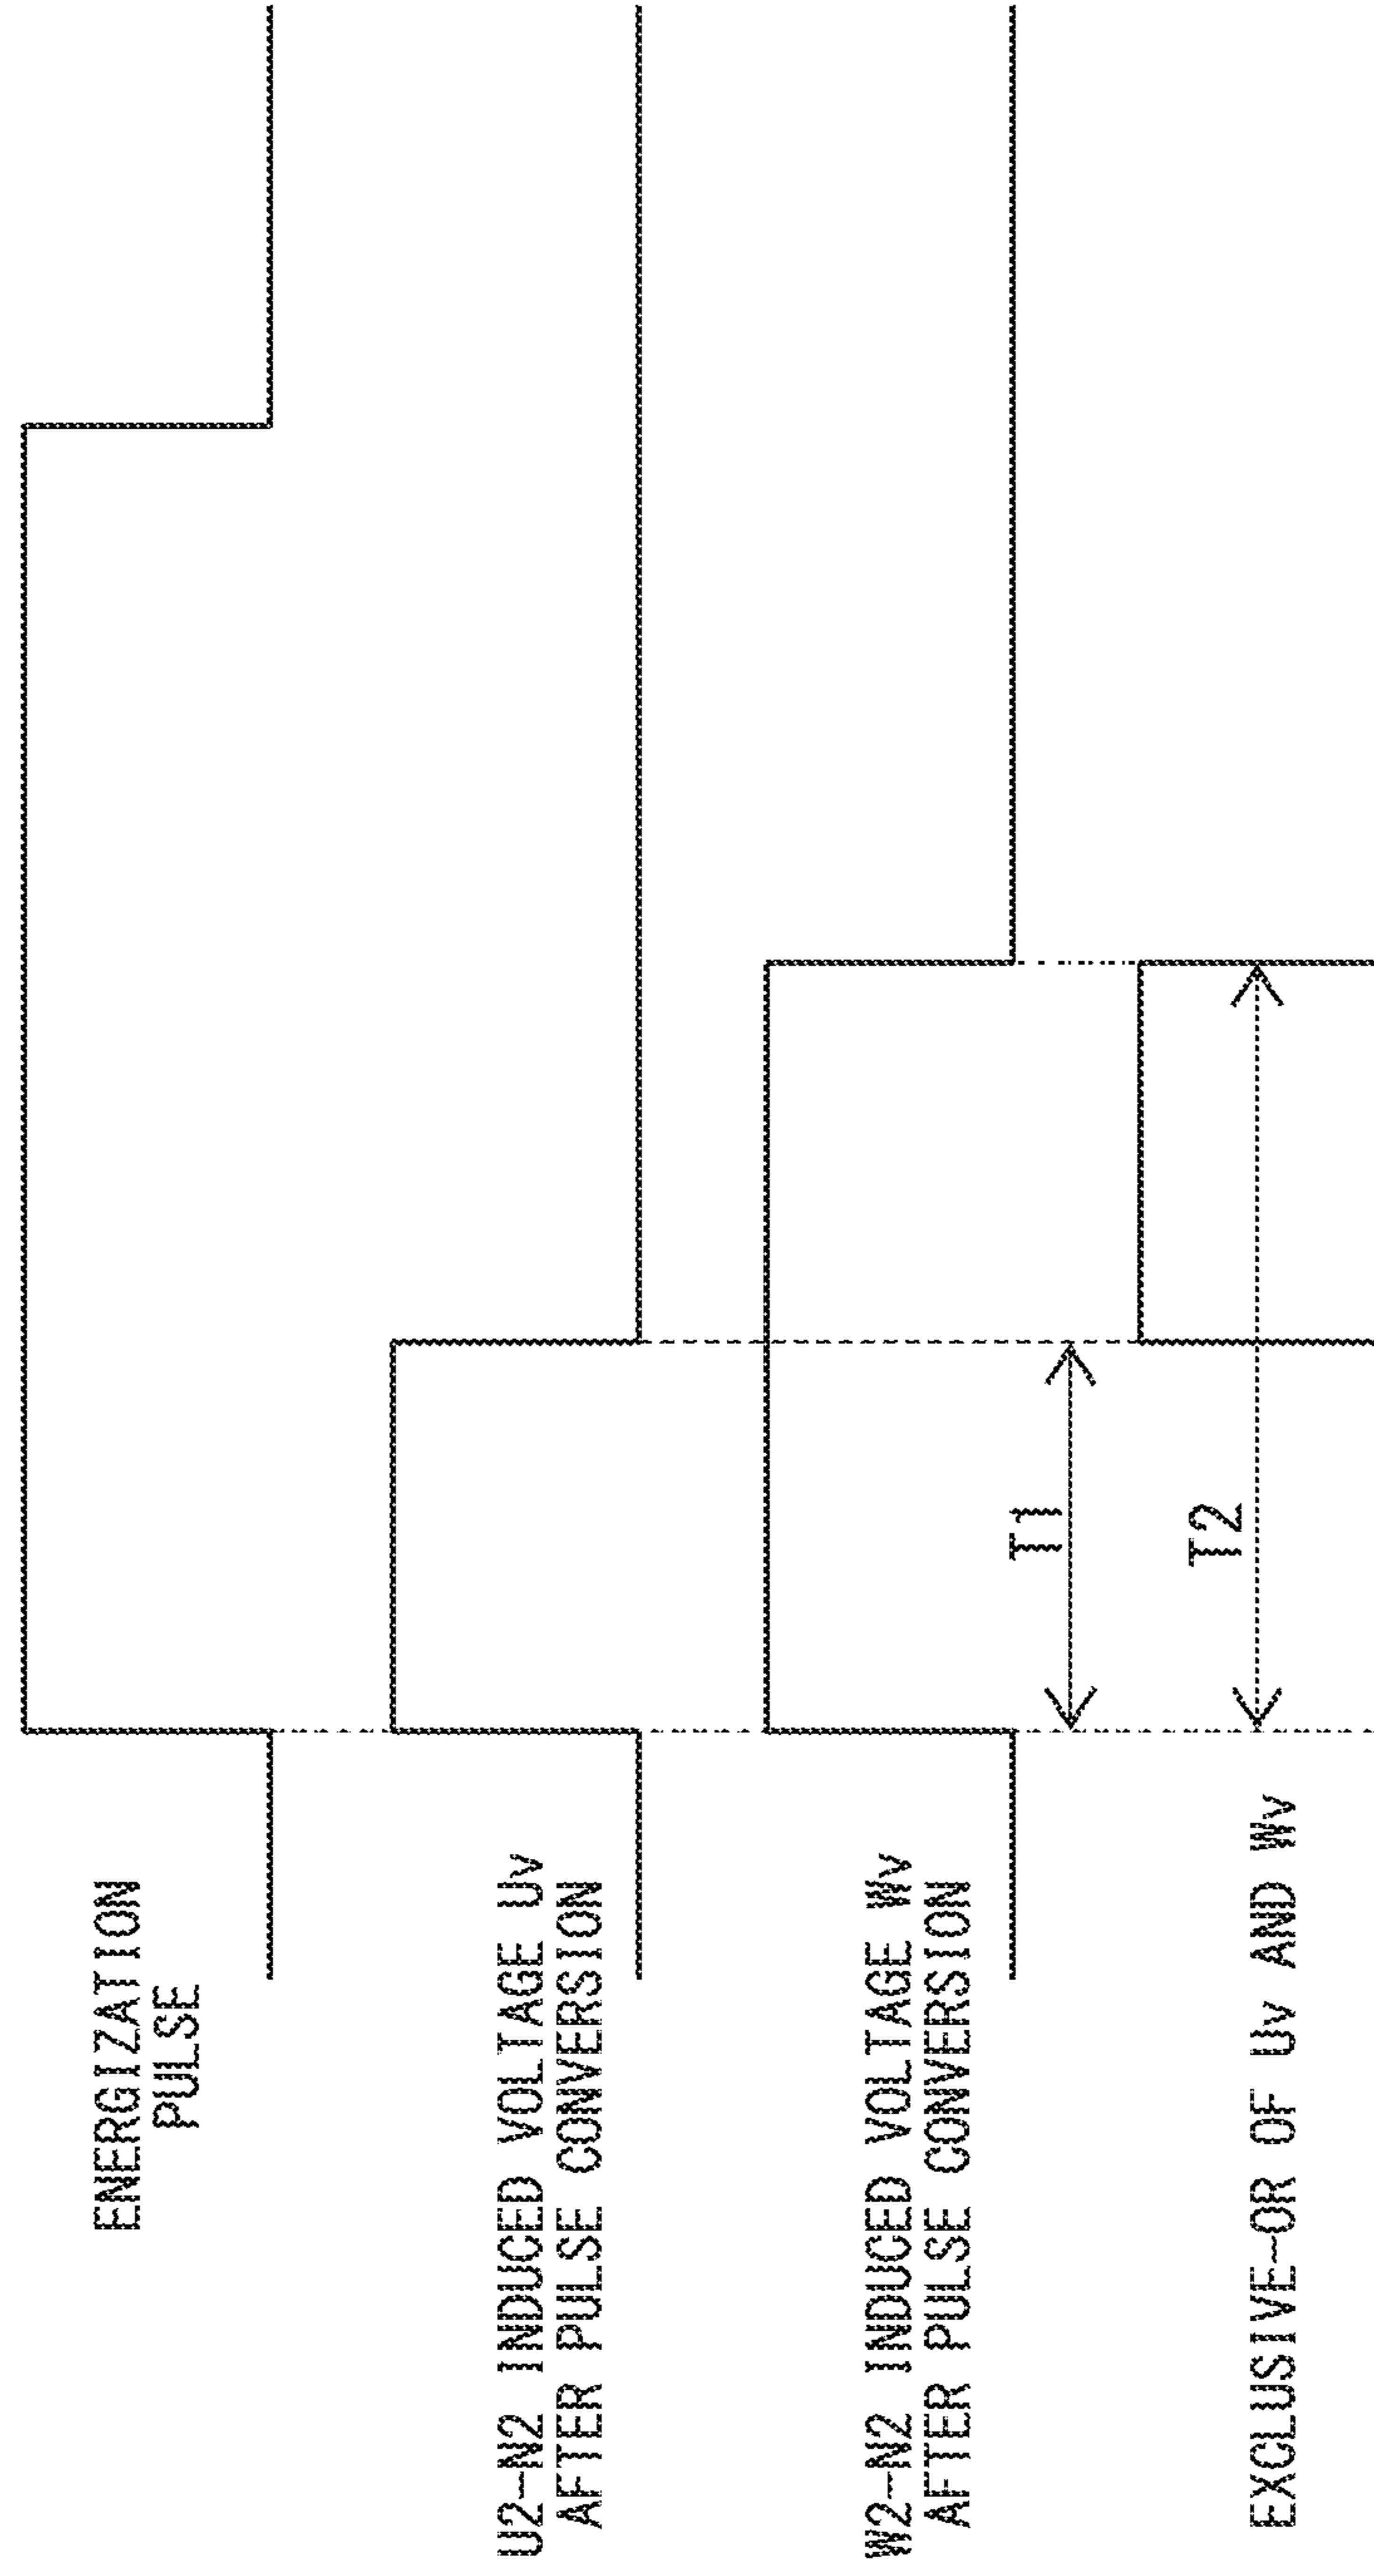 ENERGIZATION
PULSE
U2-N2 INDUCED VOLTAGE Uv
AFTER PULSE CONVERSION
W2-N2 INDUCED VOLTAGE Wv
AFTER PULSE CONVERSION
T1
T2
EXCLUSIVE-OR OF Uv AND Wv